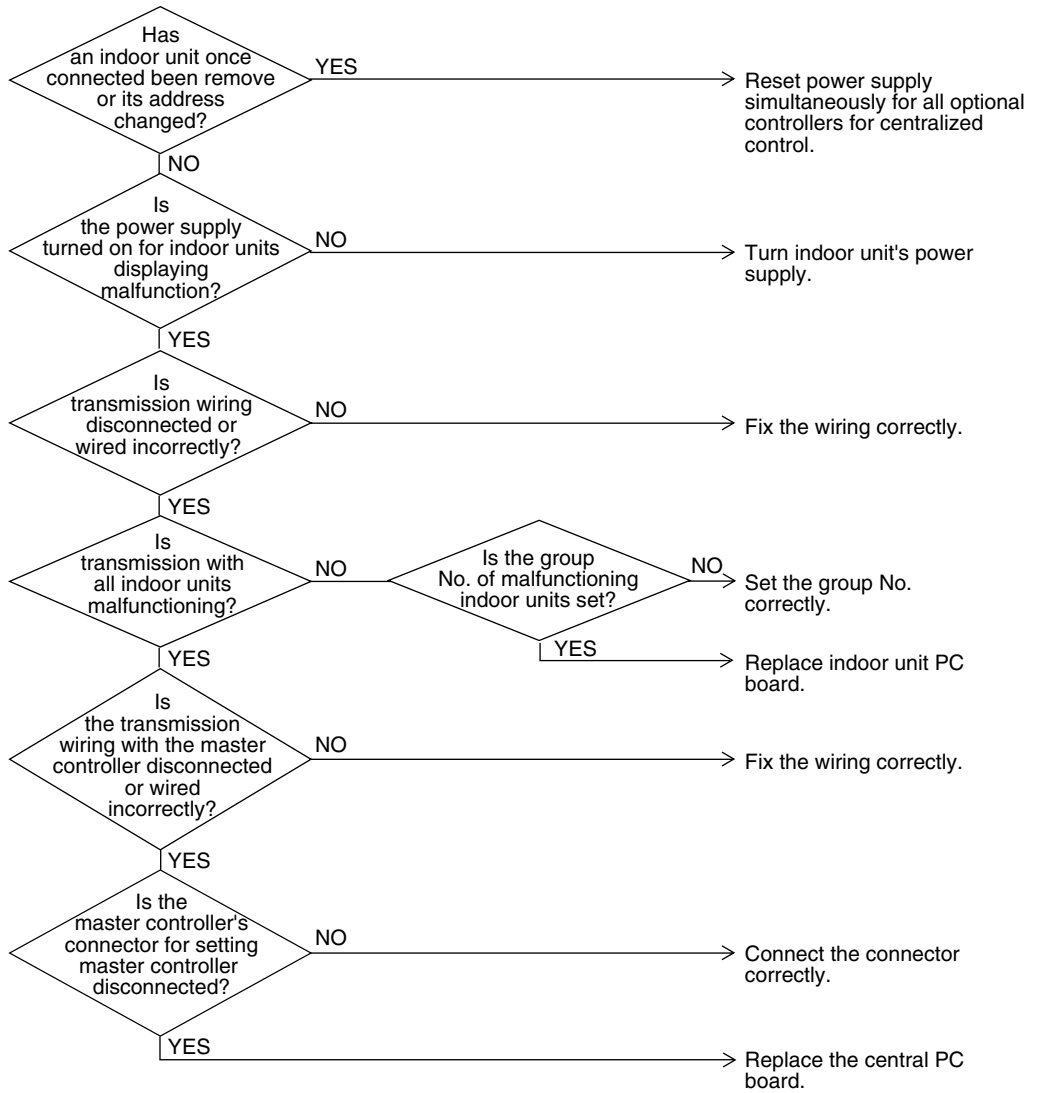 Has
an indoor unit once
connected been remove
or its address
changed?
YES
Reset power supply
simultaneously for all optional
controllers for centralized
control.
NO
Is
the power supply
turned on for indoor units
displaying
malfunction?
NO
Turn indoor unit's power
supply.
YES
Is
transmission wiring
disconnected or
wired incorrectly?
NO
Fix the wiring correctly.
YES
Is
transmission with
all indoor units
malfunctioning?
NO
Is the group
No. of malfunctioning
indoor units set?
NO
Set the group No.
correctly.
YES
Replace indoor unit PC
board.
YES
Is
the transmission
wiring with the master
controller disconnected
or wired
incorrectly?
NO
Fix the wiring correctly.
YES
Is the
master controller's
connector for setting
master controller
disconnected?
NO
Connect the connector
correctly.
YES
Replace the central PC
board.